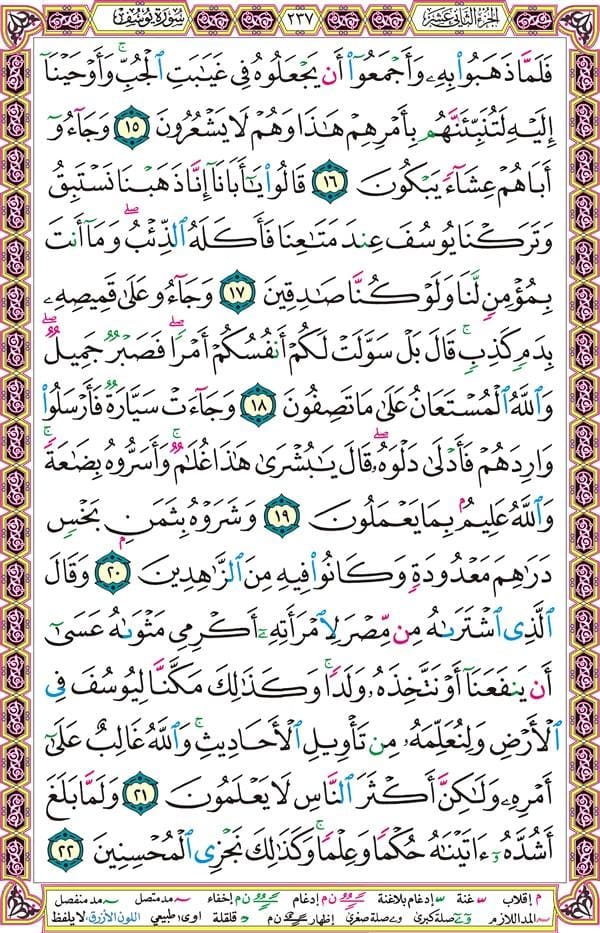 الجزء الثاني عشر ٢٣٧ سورة يوسف
فَلَمَّا ذَهَبُوا۟ بِهِۦ وَأَجْمَعُوٓا۟ أَن يَجْعَلُوهُ فِى غَيَـٰبَتِ ٱلْجُبِّ ۚ وَأَوْحَيْنَآ
إِلَيْهِ لَتُنَبِّئَنَّهُم بِأَمْرِهِمْ هَـٰذَا وَهُمْ لَا يَشْعُرُونَ ١٥ وَجَآءُوٓ
أَبَاهُمْ عِشَآءً يَبْكُونَ ١٦ قَالُوا۟ يَـٰٓأَبَانَآ إِنَّا ذَهَبْنَا نَسْتَبِقُ
وَتَرَكْنَا يُوسُفَ عِندَ مَتَـٰعِنَا فَأَكَلَهُ ٱلذِّئْبُ ۖ وَمَآ أَنتَ
بِمُؤْمِنٍ لَّنَا وَلَوْ كُنَّا صَـٰدِقِينَ ١٧ وَجَآءُو عَلَىٰ قَمِيصِهِۦ
بِدَمٍ كَذِبٍ ۚ قَالَ بَلْ سَوَّلَتْ لَكُمْ أَنفُسُكُمْ أَمْرًا ۖ فَصَبْرٌ جَمِيلٌ ۖ
وَٱللَّهُ ٱلْمُسْتَعَانُ عَلَىٰ مَا تَصِفُونَ ١٨ وَجَآءَتْ سَيَّارَةٌ فَأَرْسَلُوا۟
وَارِدَهُمْ فَأَدْلَىٰ دَلْوَهُۥ ۖ قَالَ يَـٰبُشْرَىٰ هَـٰذَا غُلَـٰمٌ ۚ وَأَسَرُّوهُ بِضَـٰعَةً ۚ
وَٱللَّهُ عَلِيمٌۢ بِمَا يَعْمَلُونَ ١٩ وَشَرَوْهُ بِثَمَنٍۭ بَخْسٍ
دَرَٰهِمَ مَعْدُودَةٍ وَكَانُوا۟ فِيهِ مِنَ ٱلزَّٰهِدِينَ ٢٠ وَقَالَ
ٱلَّذِى ٱشْتَرَىٰهُ مِن مِّصْرَ لِٱمْرَأَتِهِۦٓ أَكْرِمِى مَثْوَىٰهُ عَسَىٰٓ
أَن يَنفَعَنَآ أَوْ نَتَّخِذَهُۥ وَلَدًا ۚ وَكَذَٰلِكَ مَكَّنَّا لِيُوسُفَ فِى
ٱلْأَرْضِ وَلِنُعَلِّمَهُۥ مِن تَأْوِيلِ ٱلْأَحَادِيثِ ۚ وَٱللَّهُ غَالِبٌ عَلَىٰٓ
أَمْرِهِۦ وَلَـٰكِنَّ أَكْثَرَ ٱلنَّاسِ لَا يَعْلَمُونَ ٢١ وَلَمَّا بَلَغَ
أَشُدَّهُۥٓ ءَاتَيْنَـٰهُ حُكْمًا وَعِلْمًا ۚ وَكَذَٰلِكَ نَجْزِى ٱلْمُحْسِنِينَ ٢٢
م إقلاب غنة إدغام بلاغنة ن م إدغام ن م إخفاء مد متصل مد منفصل
المد اللازم صلة كبرى صلة صغرى إظهار ن م قلقلة اوى طبيعي اللون الأزرق لا يلفظ